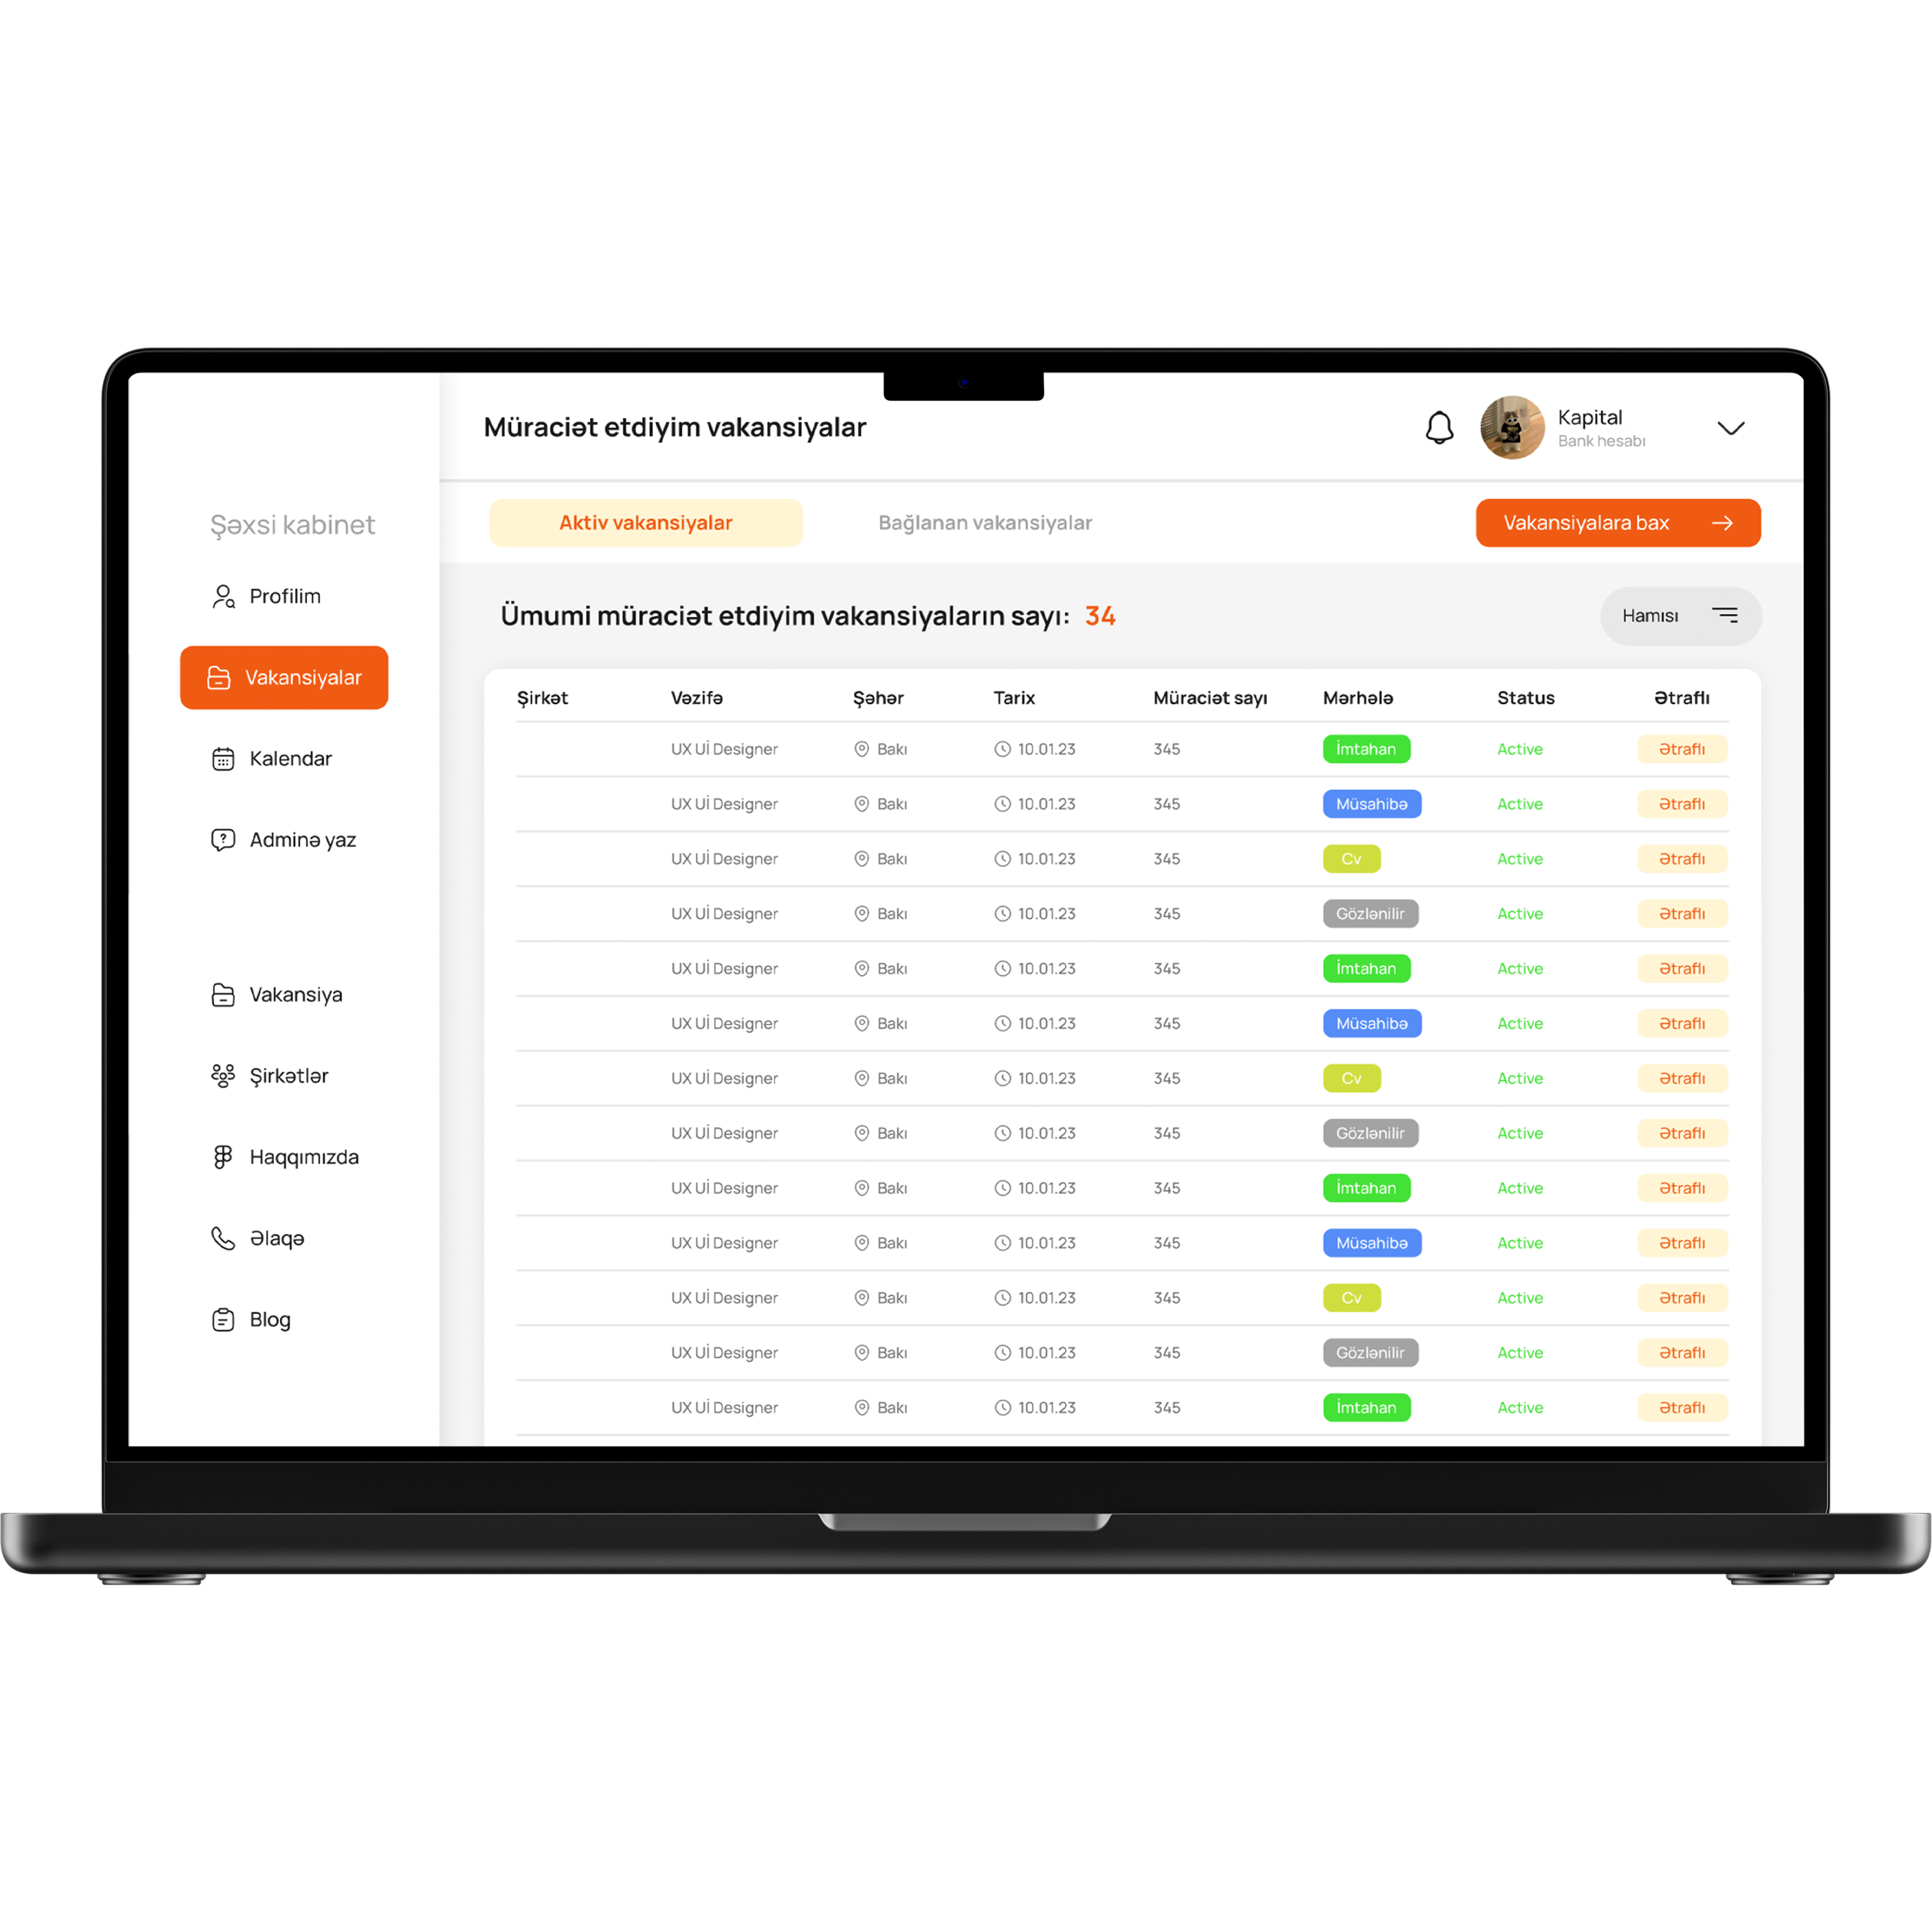 Müraciət etdiyim vakansiyalar
Kapital
Bank hesabı
Şəxsi kabinet
Profilim
Vakansiyalar
Kalendar
Adminə yaz
Vakansiya
Şirkətlər
Haqqımızda
Əlaqə
Blog
Aktiv vakansiyalar Bağlanan vakansiyalar Vakansiyalara bax
Ümumi müraciət etdiyim vakansiyaların sayı: 34 Hamısı
Şirkət Vəzifə Şəhər Tarix Müraciət sayı Mərhələ Status Ətraflı
UX Uİ Designer Bakı 10.01.23 345 İmtahan Active Ətraflı
UX Uİ Designer Bakı 10.01.23 345 Müsahibə Active Ətraflı
UX Uİ Designer Bakı 10.01.23 345 Cv Active Ətraflı
UX Uİ Designer Bakı 10.01.23 345 Gözlənilir Active Ətraflı
UX Uİ Designer Bakı 10.01.23 345 İmtahan Active Ətraflı
UX Uİ Designer Bakı 10.01.23 345 Müsahibə Active Ətraflı
UX Uİ Designer Bakı 10.01.23 345 Cv Active Ətraflı
UX Uİ Designer Bakı 10.01.23 345 Gözlənilir Active Ətraflı
UX Uİ Designer Bakı 10.01.23 345 İmtahan Active Ətraflı
UX Uİ Designer Bakı 10.01.23 345 Müsahibə Active Ətraflı
UX Uİ Designer Bakı 10.01.23 345 Cv Active Ətraflı
UX Uİ Designer Bakı 10.01.23 345 Gözlənilir Active Ətraflı
UX Uİ Designer Bakı 10.01.23 345 İmtahan Active Ətraflı